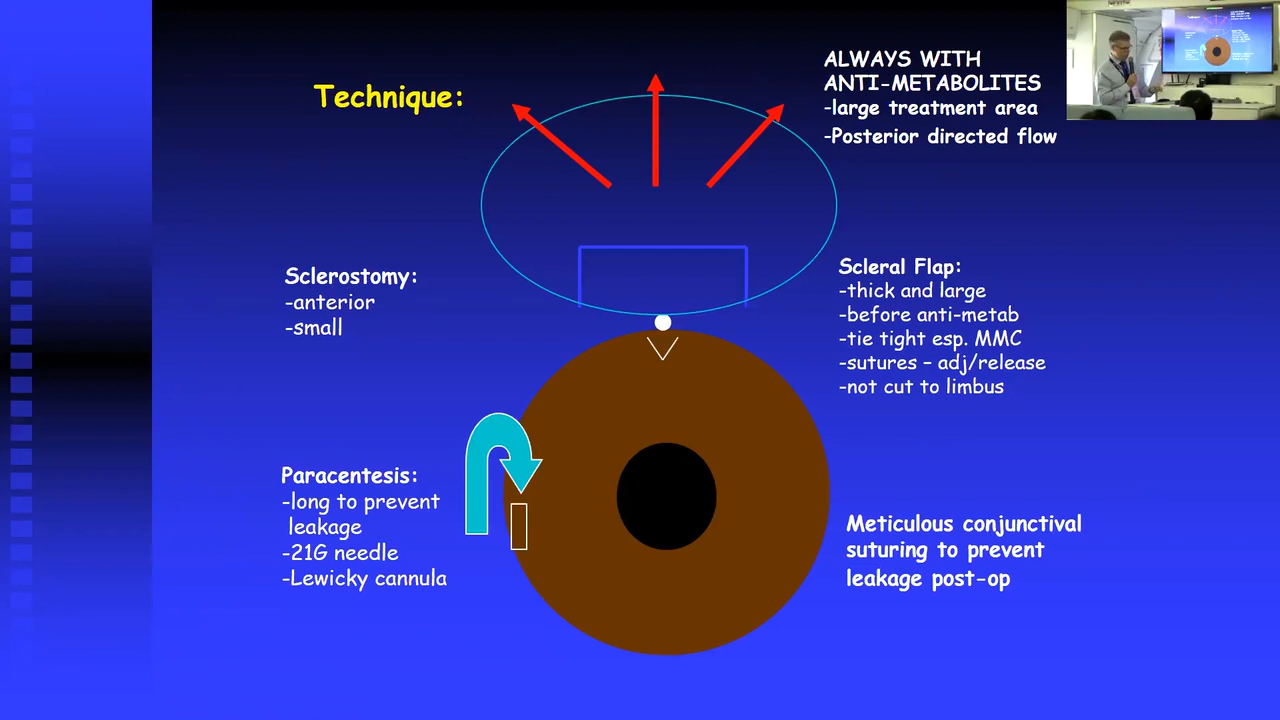 Technique:
ALWAYS WITH
ANTI-METABOLITES
-large treatment area
-Posterior directed flow
Sclerostomy:
-anterior
-small
Scleral Flap:
-thick and large
-before anti-metab
-tie tight esp. MMC
-sutures – adj/release
-not cut to limbus
Paracentesis:
-long to prevent
leakage
-21G needle
-Lewicky cannula
Meticulous conjunctival
suturing to prevent
leakage post-op